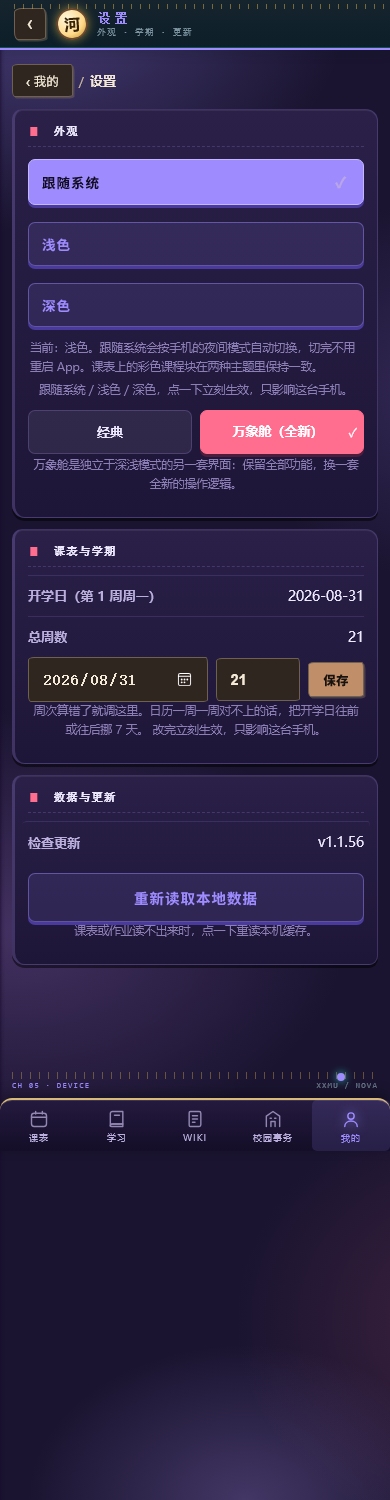 ‹
河
设置
外观 · 学期 · 更新
‹ 我的 / 设置
外观
跟随系统 ✓
浅色
深色
当前：浅色。跟随系统会按手机的夜间模式自动切换，切完不用
重启 App。课表上的彩色课程块在两种主题里保持一致。
跟随系统 / 浅色 / 深色，点一下立刻生效，只影响这台手机。
经典
万象舱（全新） ✓
万象舱是独立于深浅模式的另一套界面：保留全部功能，换一套
全新的操作逻辑。
课表与学期
开学日（第 1 周周一） 2026-08-31
总周数 21
2026/08/31 21 保存
周次算错了就调这里。日历一周一周对不上的话，把开学日往前
或往后挪 7 天。 改完立刻生效，只影响这台手机。
数据与更新
检查更新 v1.1.56
重新读取本地数据
课表或作业读不出来时，点一下重读本机缓存。
CH 05 · DEVICE XXMU / NOVA
课表 学习 WIKI 校园事务 我的